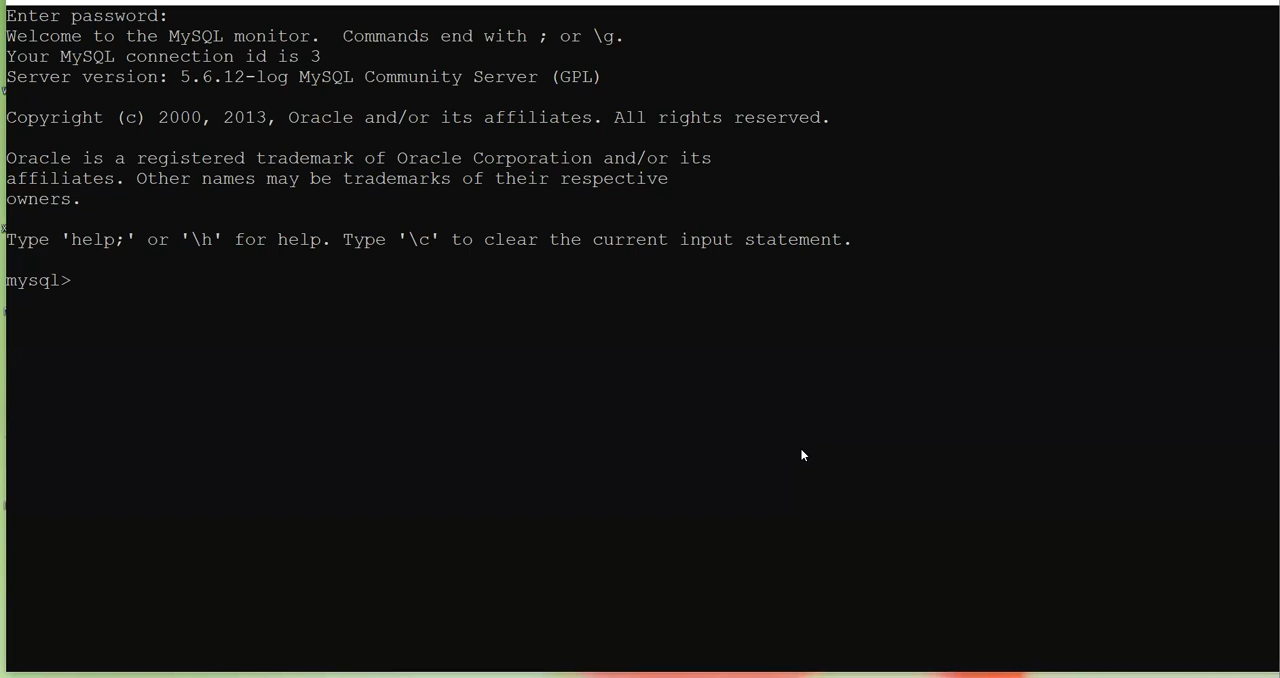 Enter password:
Welcome to the MySQL monitor.  Commands end with ; or \g.
Your MySQL connection id is 3
Server version: 5.6.12-log MySQL Community Server (GPL)
Copyright (c) 2000, 2013, Oracle and/or its affiliates. All rights reserved.
Oracle is a registered trademark of Oracle Corporation and/or its
affiliates. Other names may be trademarks of their respective
owners.
Type 'help;' or '\h' for help. Type '\c' to clear the current input statement.
mysql>